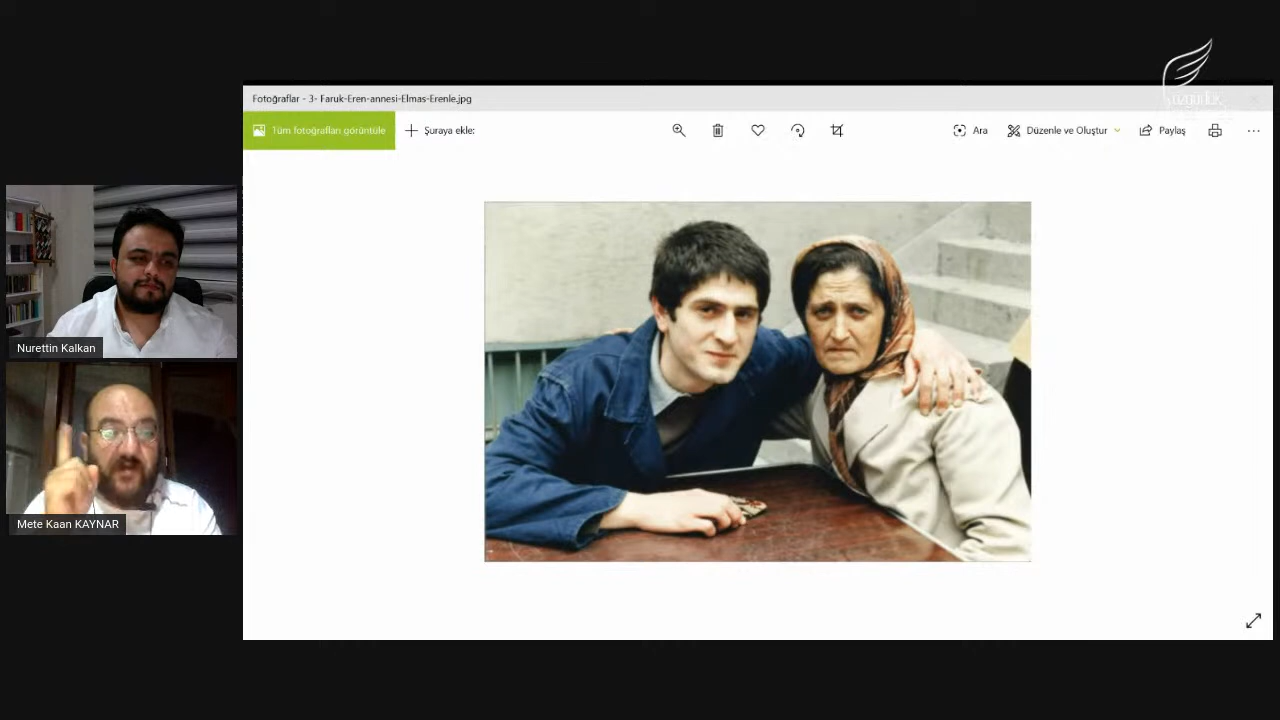 Fotoğraflar - 3- Faruk-Eren-annesi-Elmas-Erenle.jpg
Tüm fotoğrafları görüntüle
Şuraya ekle:
Ara
Düzenle ve Oluştur
Paylaş
Nurettin Kalkan
Mete Kaan KAYNAR